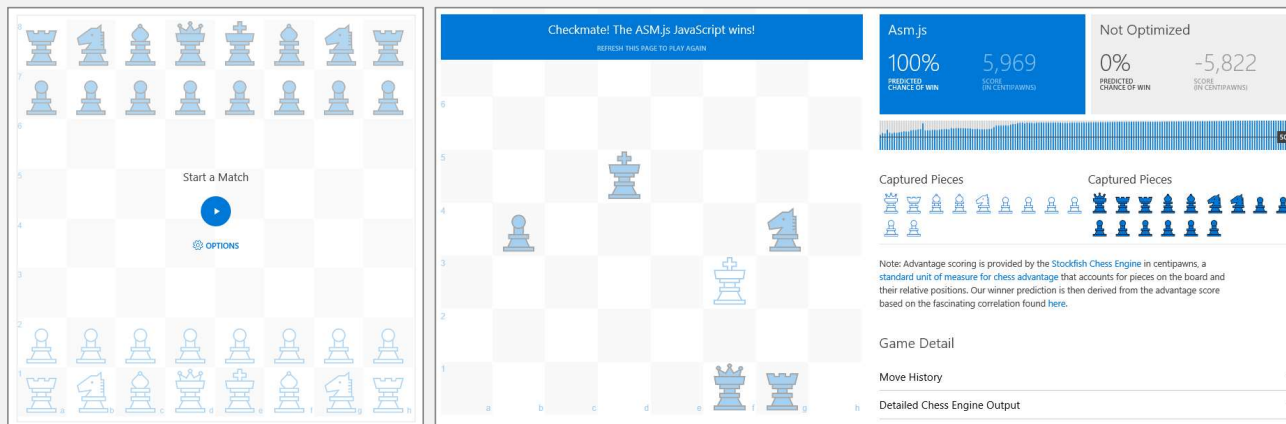 8
7
6
5
4
3
2
1
a
b
c
d
e
f
g
h
Start a Match
OPTIONS
Checkmate! The ASM.js JavaScript wins!
REFRESH THIS PAGE TO PLAY AGAIN
6
5
4
3
2
1
a
b
c
d
e
f
g
h
Asm.js
100%
PREDICTED
CHANCE OF WIN
5,969
SCORE
(IN CENTIPAWNS)
Not Optimized
0%
PREDICTED
CHANCE OF WIN
-5,822
SCORE
(IN CENTIPAWNS)
Captured Pieces
Captured Pieces
Note: Advantage scoring is provided by the Stockfish Chess Engine in centipawns, a
standard unit of measure for chess advantage that accounts for pieces on the board and
their relative positions. Our winner prediction is then derived from the advantage score
based on the fascinating correlation found here.
Game Detail
Move History
Detailed Chess Engine Output